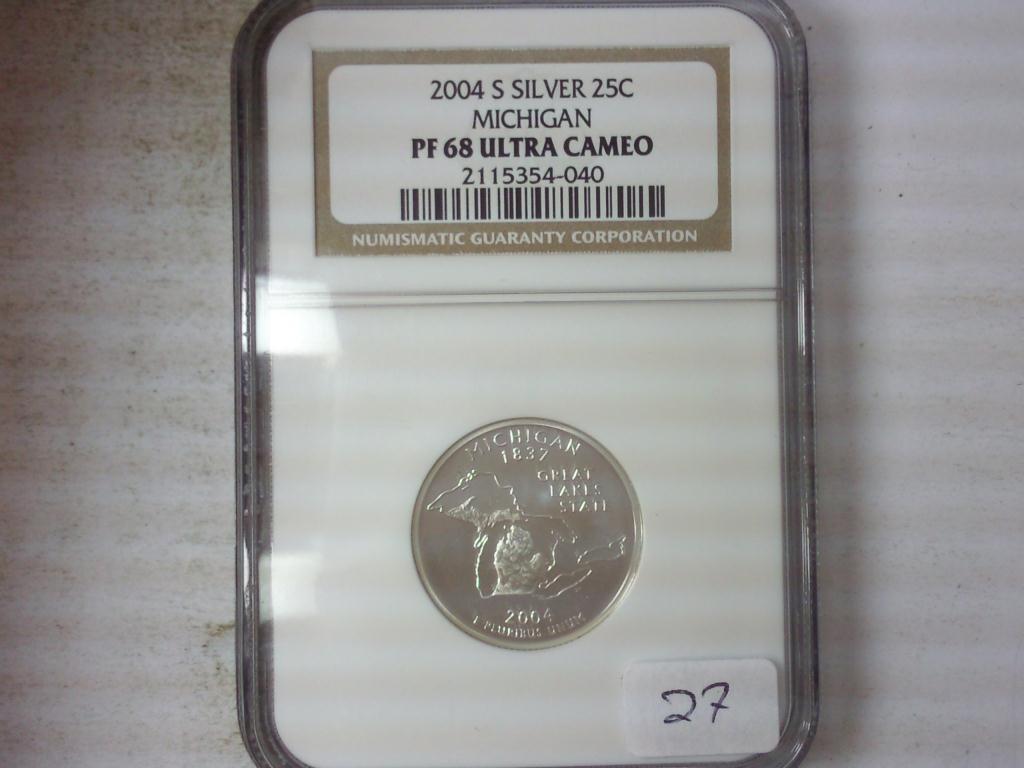 2004 S SILVER 25C
MICHIGAN
PF 68 ULTRA CAMEO
2115354-040
NUMISMATIC GUARANTY CORPORATION
MICHIGAN
1837
GREAT
LAKES
STATE
2004
E PLURIBUS UNUM
27